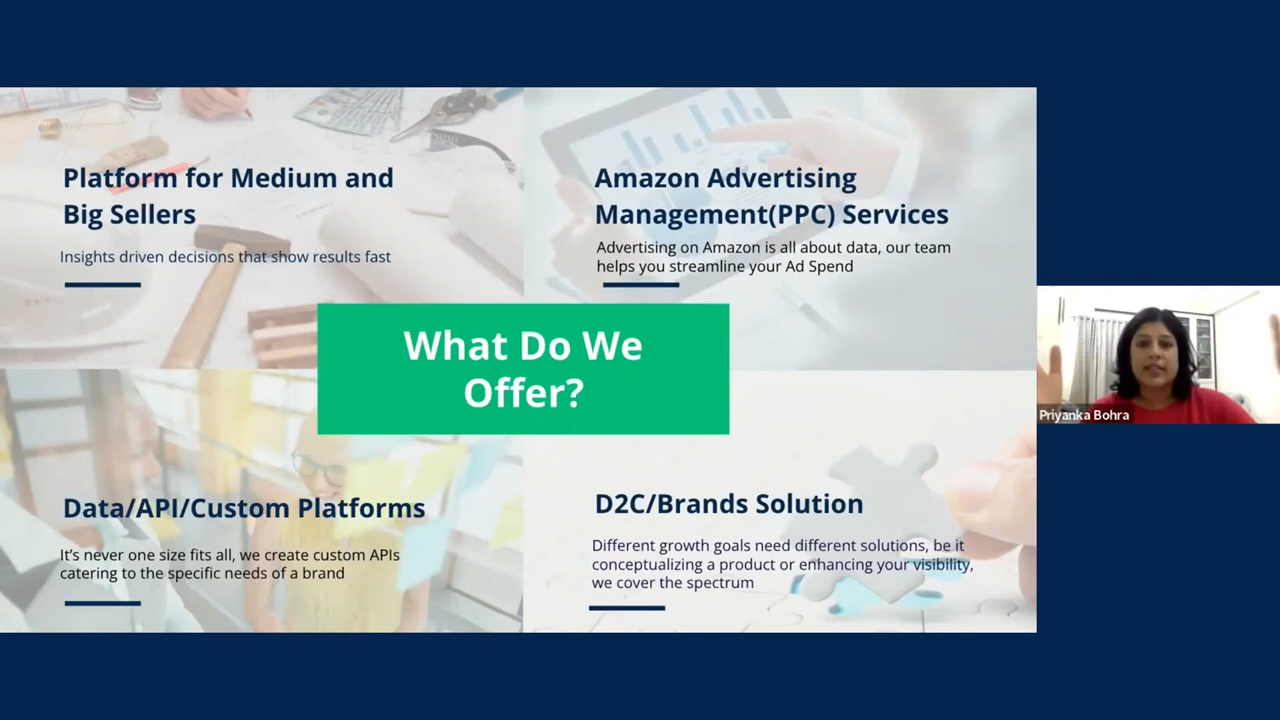 Platform for Medium and
Big Sellers
Insights driven decisions that show results fast
Amazon Advertising
Management(PPC) Services
Advertising on Amazon is all about data, our team
helps you streamline your Ad Spend
What Do We
Offer?
Data/API/Custom Platforms
It’s never one size fits all, we create custom APIs
catering to the specific needs of a brand
D2C/Brands Solution
Different growth goals need different solutions, be it
conceptualizing a product or enhancing your visibility,
we cover the spectrum
Priyanka Bohra